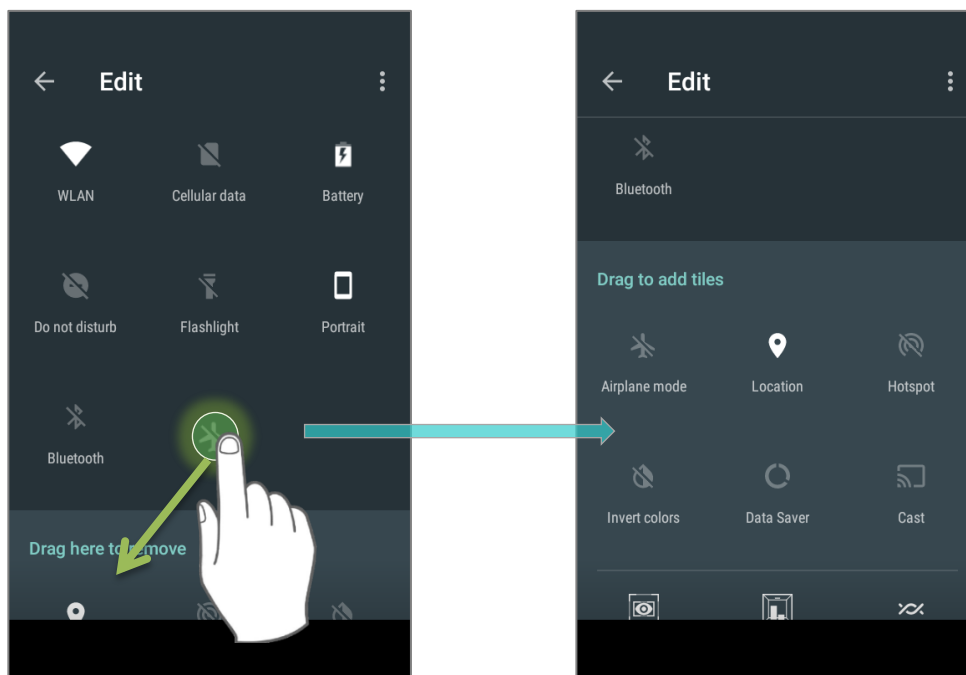 Edit
WLAN
Cellular data
Battery
Do not disturb
Flashlight
Portrait
Bluetooth
Drag here to remove
Edit
Bluetooth
Drag to add tiles
Airplane mode
Location
Hotspot
Invert colors
Data Saver
Cast